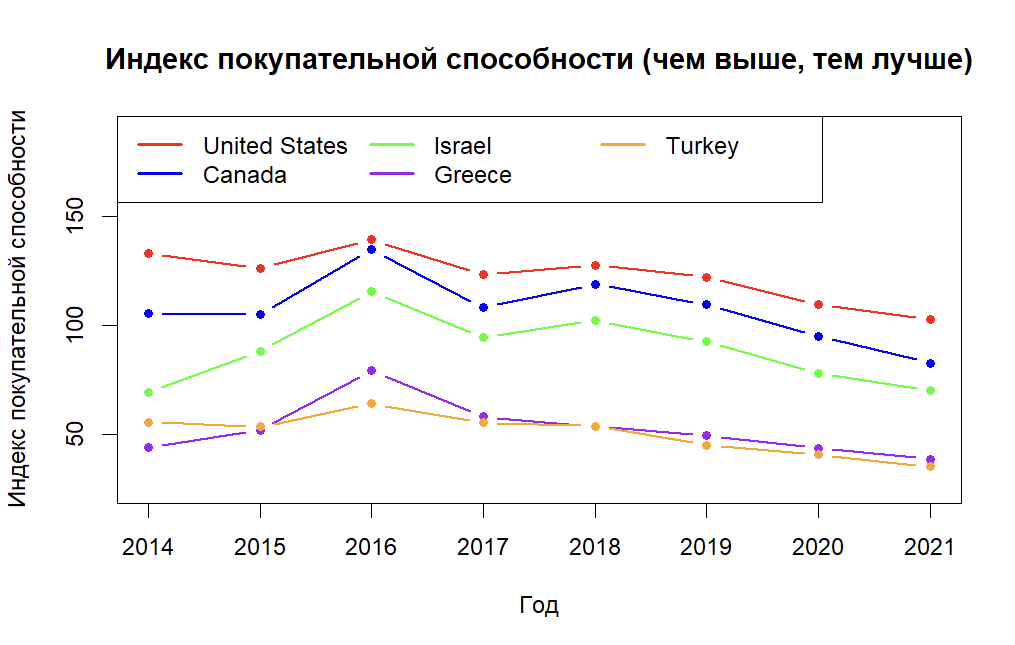 Индекс покупательной способности (чем выше, тем лучше)
United States Israel Turkey
Canada Greece
Индекс покупательной способности
150
100
50
2014 2015 2016 2017 2018 2019 2020 2021
Год